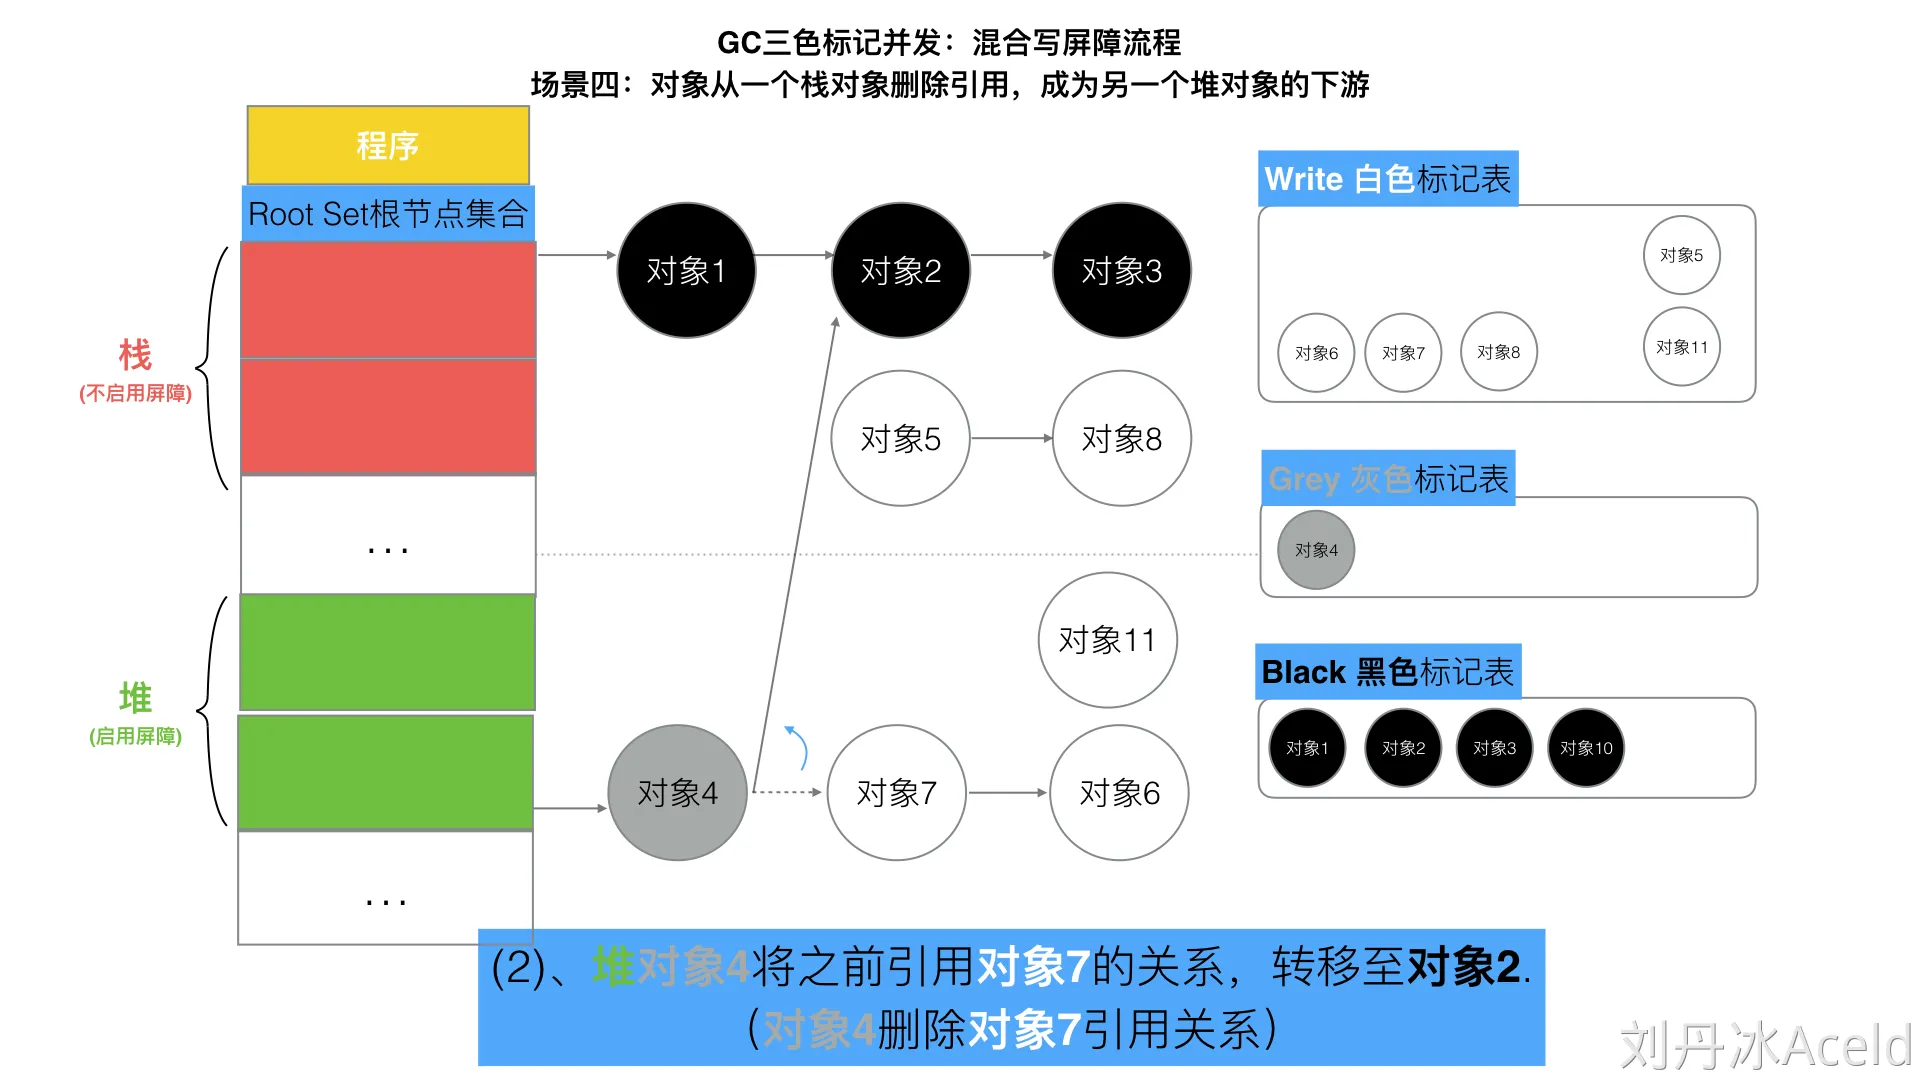 GC三色标记并发：混合写屏障流程
场景四：对象从一个栈对象删除引用，成为另一个堆对象的下游
程序
Root Set根节点集合
栈
(不启用屏障)
...
堆
(启用屏障)
...
对象1
对象2
对象3
对象5
对象8
对象11
对象4
对象7
对象6
Write 白色标记表
对象5
对象6
对象7
对象8
对象11
Grey 灰色标记表
对象4
Black 黑色标记表
对象1
对象2
对象3
对象10
(2)、堆对象4将之前引用对象7的关系，转移至对象2.
（对象4删除对象7引用关系）
刘丹冰Aceld